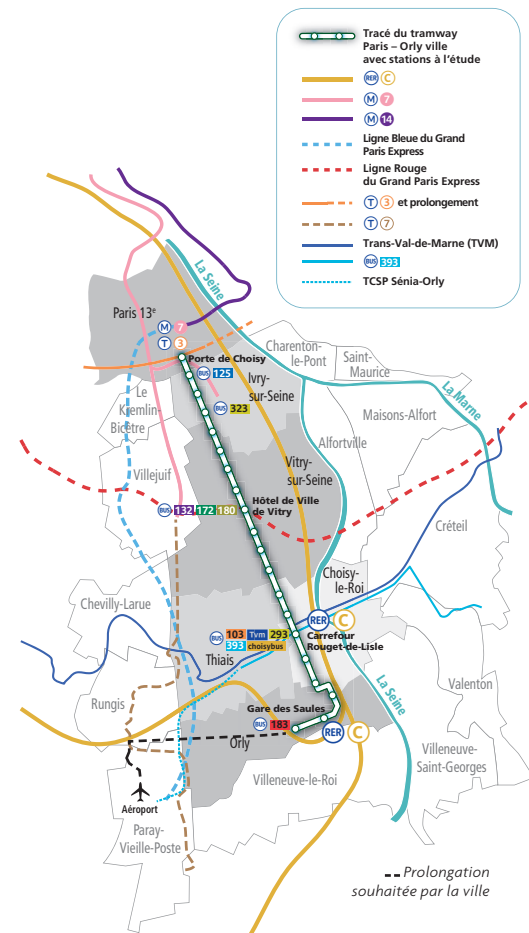 Tracé du tramway
Paris – Orly ville
avec stations à l'étude
RER C
M 7
M 14
Ligne Bleue du Grand
Paris Express
Ligne Rouge
du Grand Paris Express
T 3 et prolongement
T 7
Trans-Val-de-Marne (TVM)
BUS 393
TCSP Sénia-Orly
La Seine
Paris 13e
M 7
T 3
Porte de Choisy
BUS 125
Charenton-
le-Pont
Saint-
Maurice
La Marne
Ivry-
sur-Seine
Le
Kremlin-
Bicêtre
BUS 323
Maisons-Alfort
Alfortville
Villejuif
Vitry-
sur-Seine
Hôtel de Ville
de Vitry
BUS 132 172 180
Créteil
Choisy-
le-Roi
Chevilly-Larue
RER C
BUS 103 Tvm 293
393 choisybus
Carrefour
Rouget-de-Lisle
Thiais
Valenton
Rungis
La Seine
Gare des Saules
BUS 183
RER C
Orly
Villeneuve-
Saint-Georges
Villeneuve-le-Roi
Aéroport
Paray-
Vieille-Poste
Prolongation
souhaitée par la ville